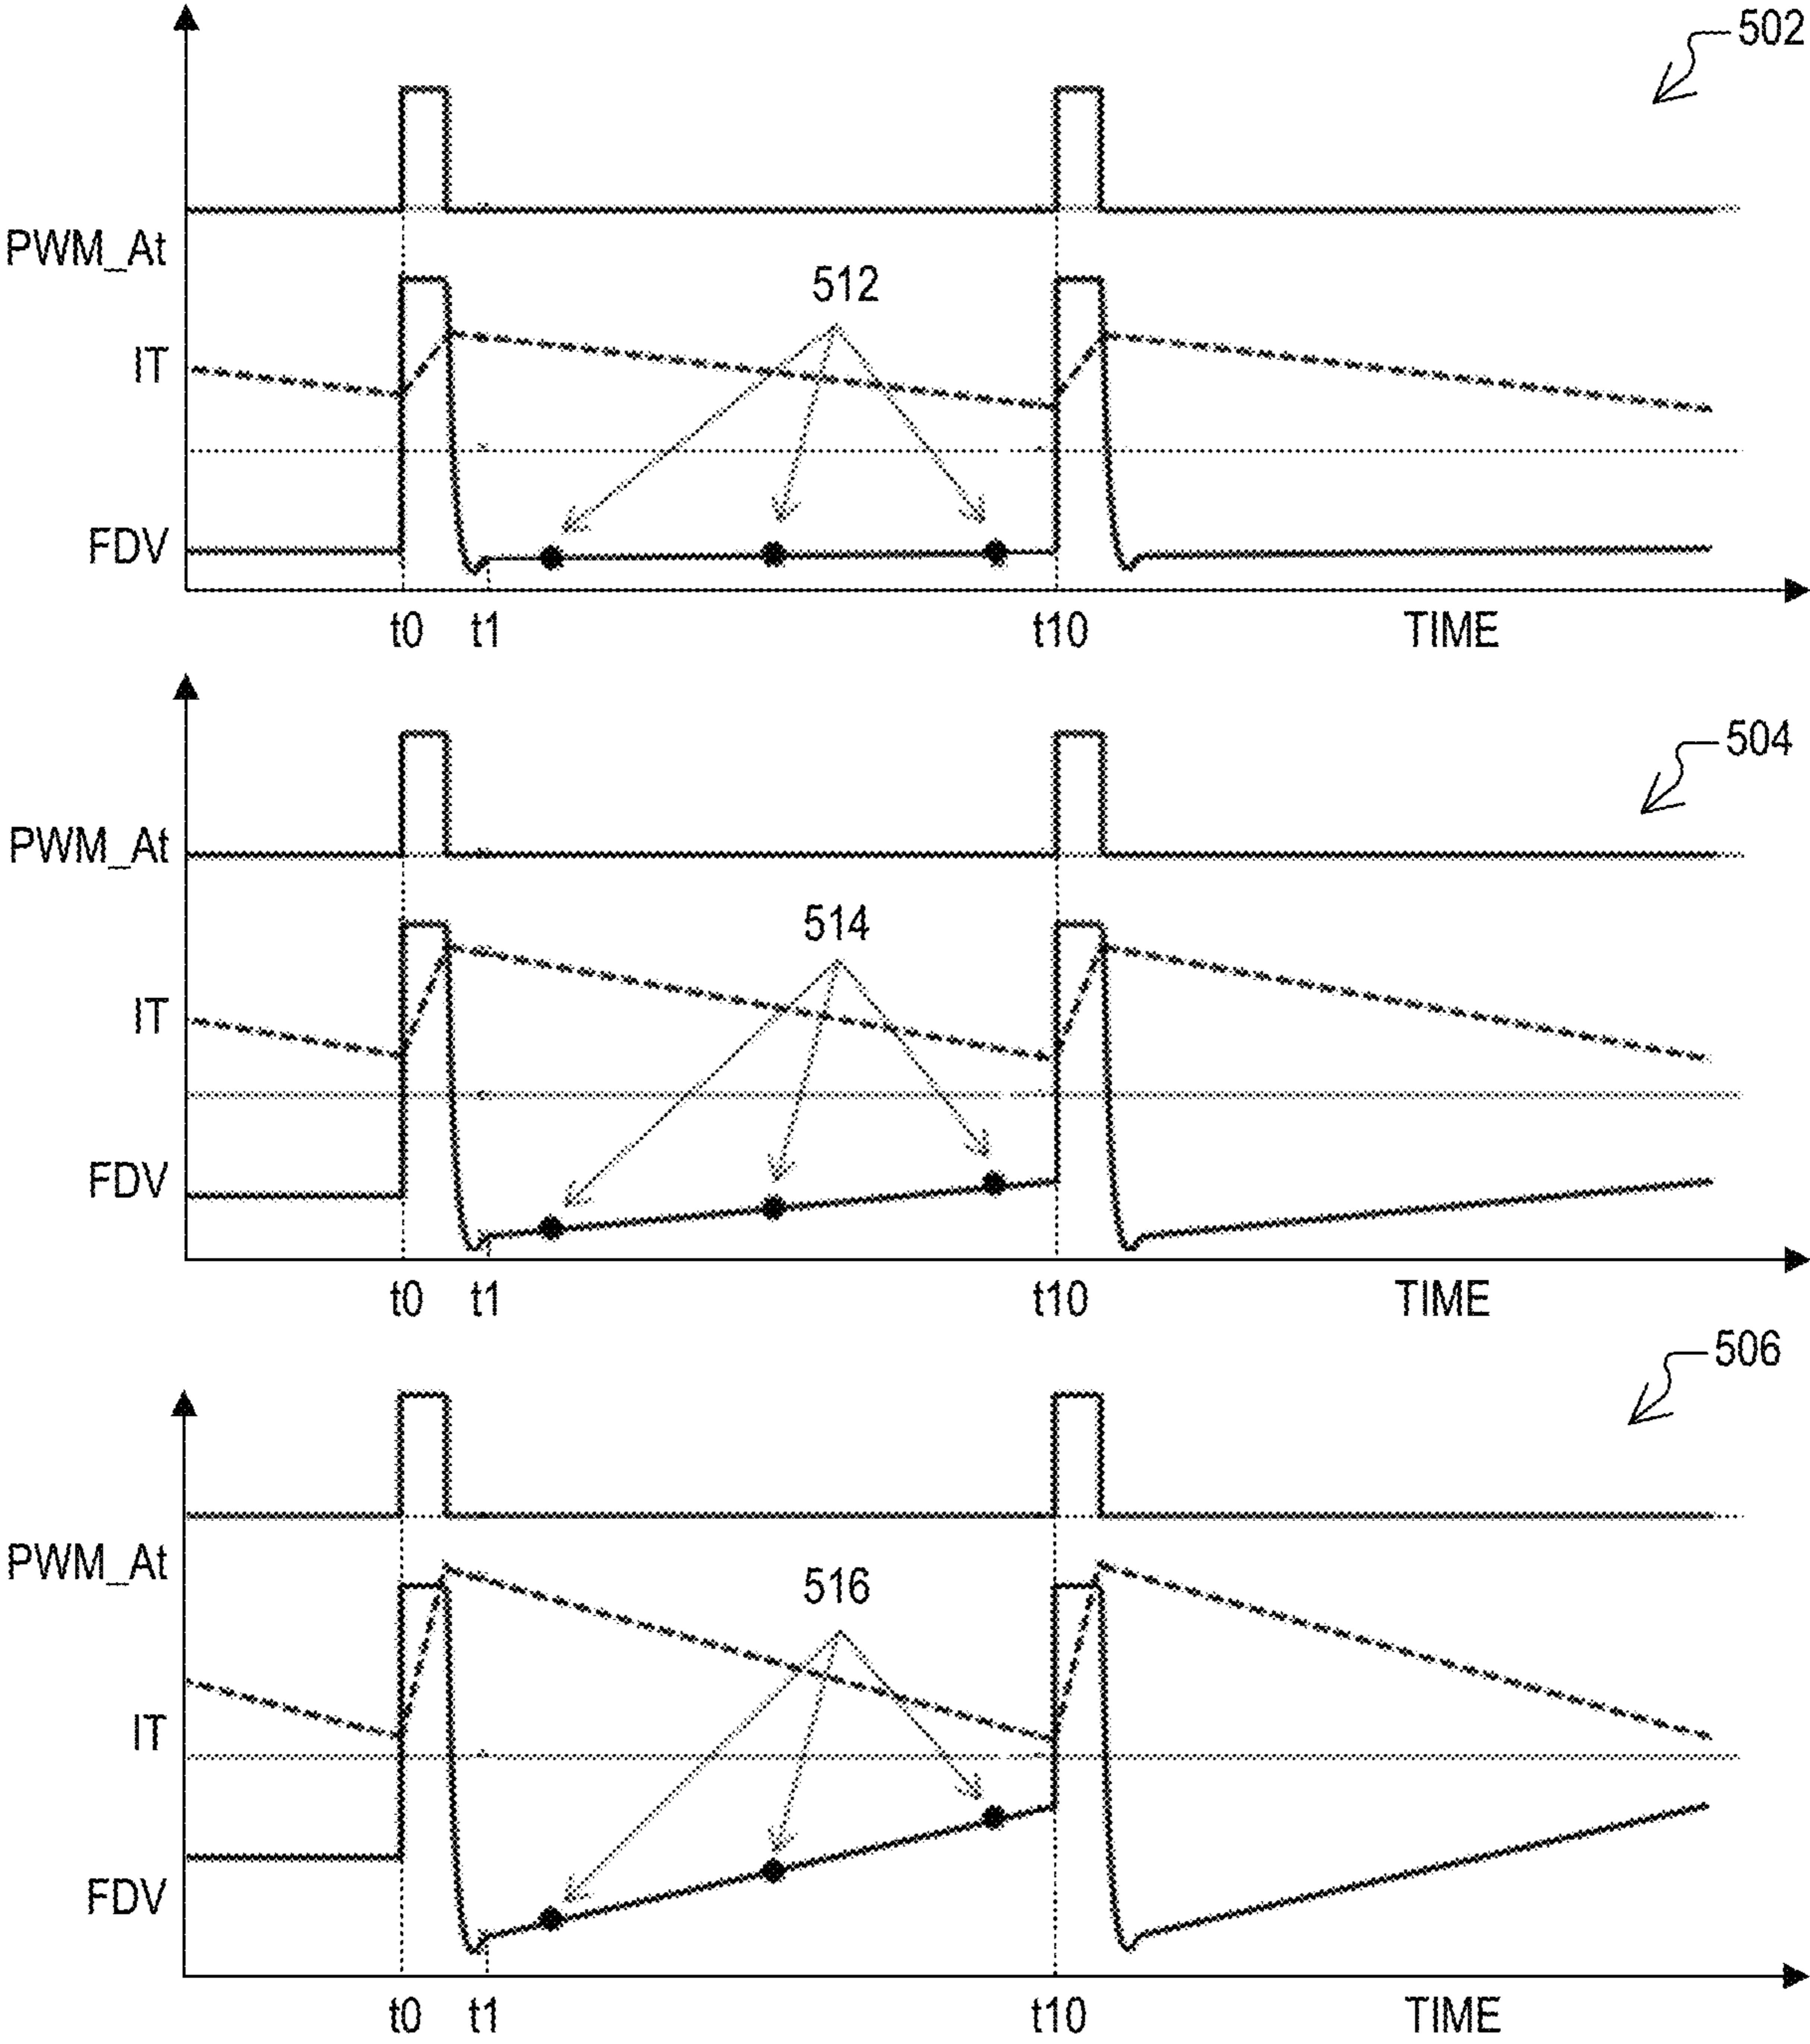 502
PWM_At
512
IT
FDV
t0 t1 t10 TIME
504
PWM_At
514
IT
FDV
t0 t1 t10 TIME
506
PWM_At
516
IT
FDV
t0 t1 t10 TIME